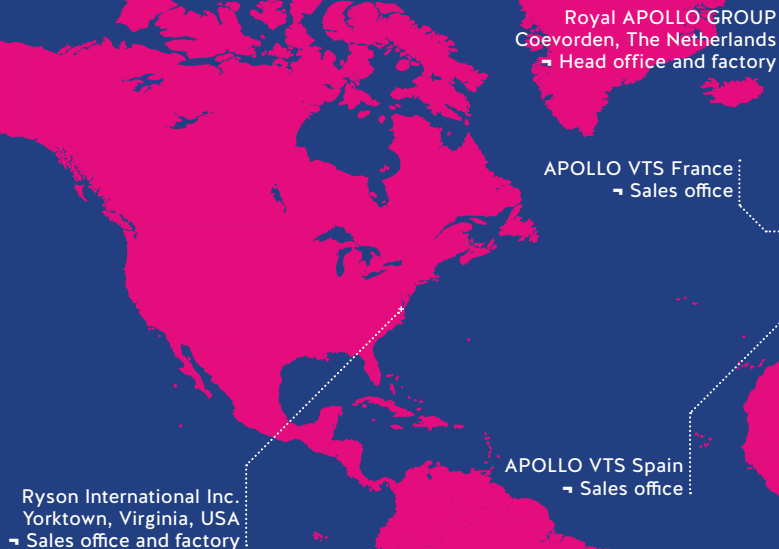 Royal APOLLO GROUP
Coevorden, The Netherlands
¬ Head office and factory
APOLLO VTS France
¬ Sales office
APOLLO VTS Spain
¬ Sales office
Ryson International Inc.
Yorktown, Virginia, USA
¬ Sales office and factory